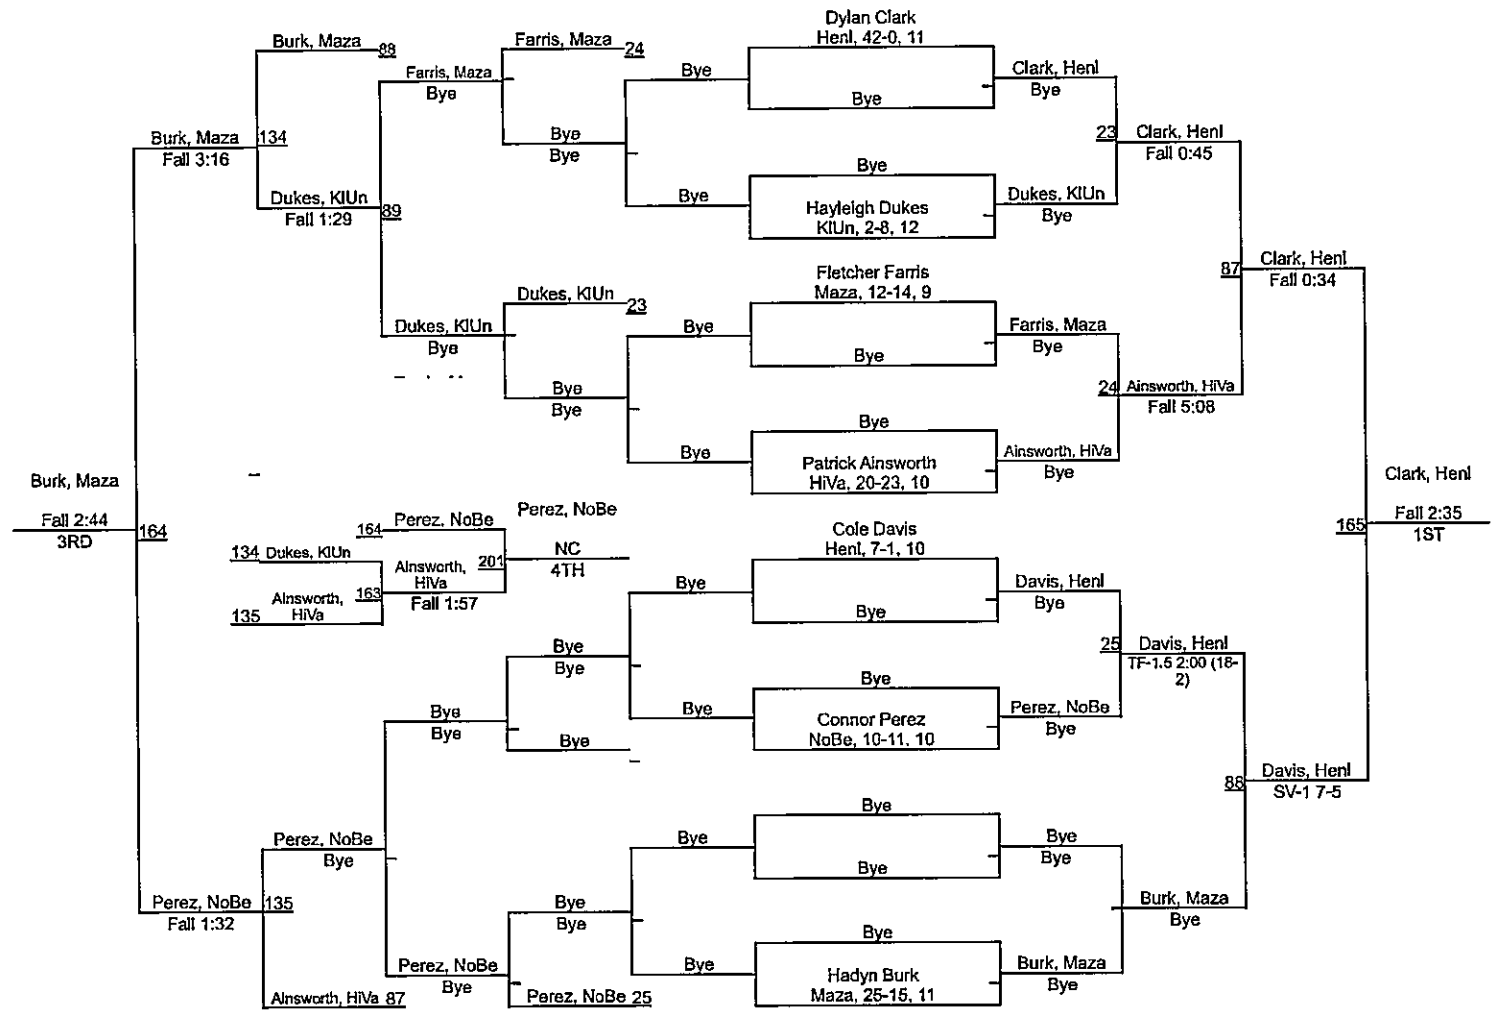 Dylan Clark
Henl, 42-0, 11
Burk, Maza 88
Farris, Maza 24
Farris, Maza
Bye
Bye
Bye
Clark, Henl
Bye
Burk, Maza 134
Fall 3:16
Bye
Bye
23 Clark, Henl
Fall 0:45
Dukes, KlUn
Fall 1:29
89
Bye
Bye
Hayleigh Dukes
KlUn, 2-8, 12
Dukes, KlUn
Bye
87 Clark, Henl
Fall 0:34
Fletcher Farris
Maza, 12-14, 9
Dukes, KlUn 23
Dukes, KlUn
Bye
Bye
Bye
Farris, Maza
Bye
Bye
Bye
24 Ainsworth, HiVa
Fall 5:08
Bye
Bye
Patrick Ainsworth
HiVa, 20-23, 10
Ainsworth, HiVa
Bye
Burk, Maza
Fall 2:44
3RD
164
Clark, Henl
165 Fall 2:35
1ST
164 Perez, NoBe
Perez, NoBe
NC
4TH
134 Dukes, KlUn
Ainsworth,
HiVa
201
Fall 1:57
163
135 Ainsworth,
HiVa
Cole Davis
Henl, 7-1, 10
Bye
Bye
Davis, Henl
Bye
25 Davis, Henl
TF-1.5 2:00 (18-
2)
Bye
Bye
Bye
Bye
Bye
Bye
Connor Perez
NoBe, 10-11, 10
Perez, NoBe
Bye
Bye
88 Davis, Henl
SV-1 7-5
Bye
Bye
Bye
Bye
Bye
Perez, NoBe
Bye
Perez, NoBe 135
Fall 1:32
Bye
Bye
Burk, Maza
Bye
Bye
Bye
Hadyn Burk
Maza, 25-15, 11
Burk, Maza
Bye
Perez, NoBe
Bye
Ainsworth, HiVa 87
Perez, NoBe 25